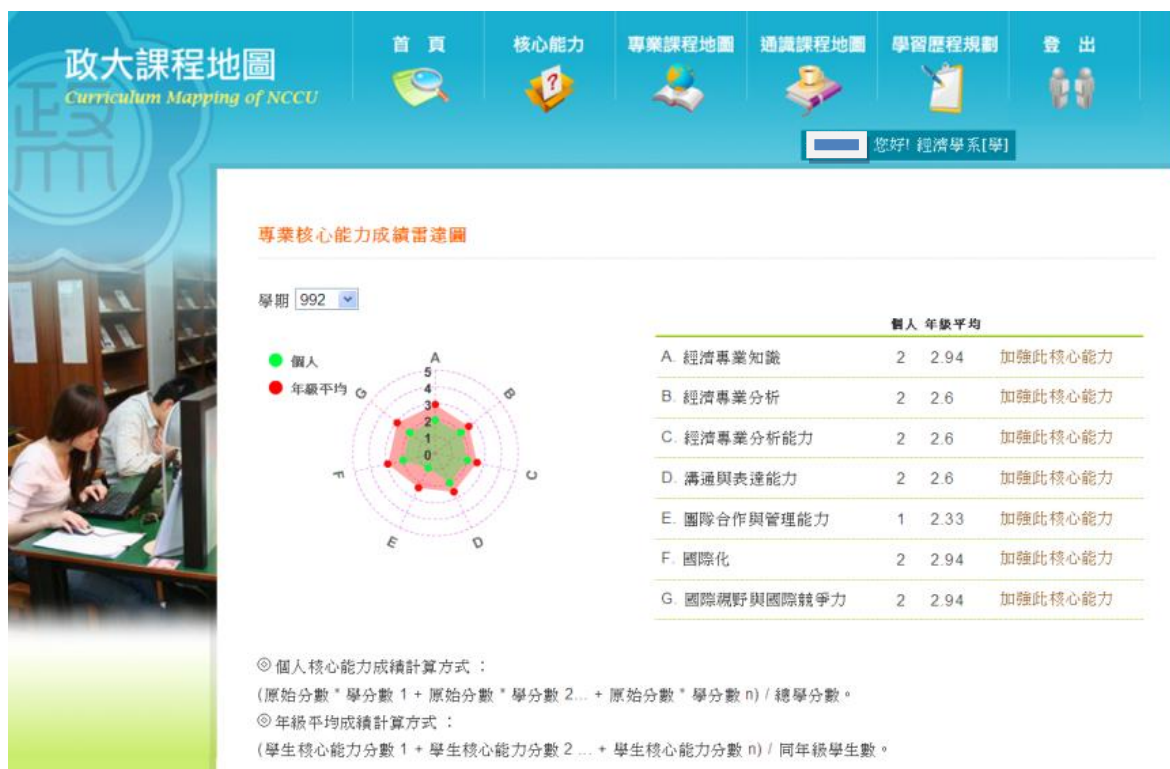 政大課程地圖
Curriculum Mapping of NCCU
首 頁
核心能力
專業課程地圖
通識課程地圖
學習歷程規劃
登 出
您好! 經濟學系[學]
專業核心能力成績雷達圖
學期 992
個人
年級平均
A
B
C
D
E
F
G
5
4
3
2
1
0
個人 年級平均
A. 經濟專業知識 2 2.94 加強此核心能力
B. 經濟專業分析 2 2.6 加強此核心能力
C. 經濟專業分析能力 2 2.6 加強此核心能力
D. 溝通與表達能力 2 2.6 加強此核心能力
E. 團隊合作與管理能力 1 2.33 加強此核心能力
F. 國際化 2 2.94 加強此核心能力
G. 國際視野與國際競爭力 2 2.94 加強此核心能力
◎個人核心能力成績計算方式 ：
(原始分數 * 學分數 1 + 原始分數 * 學分數 2... + 原始分數 * 學分數 n) / 總學分數。
◎年級平均成績計算方式 ：
(學生核心能力分數 1 + 學生核心能力分數 2 ... + 學生核心能力分數 n) / 同年級學生數。